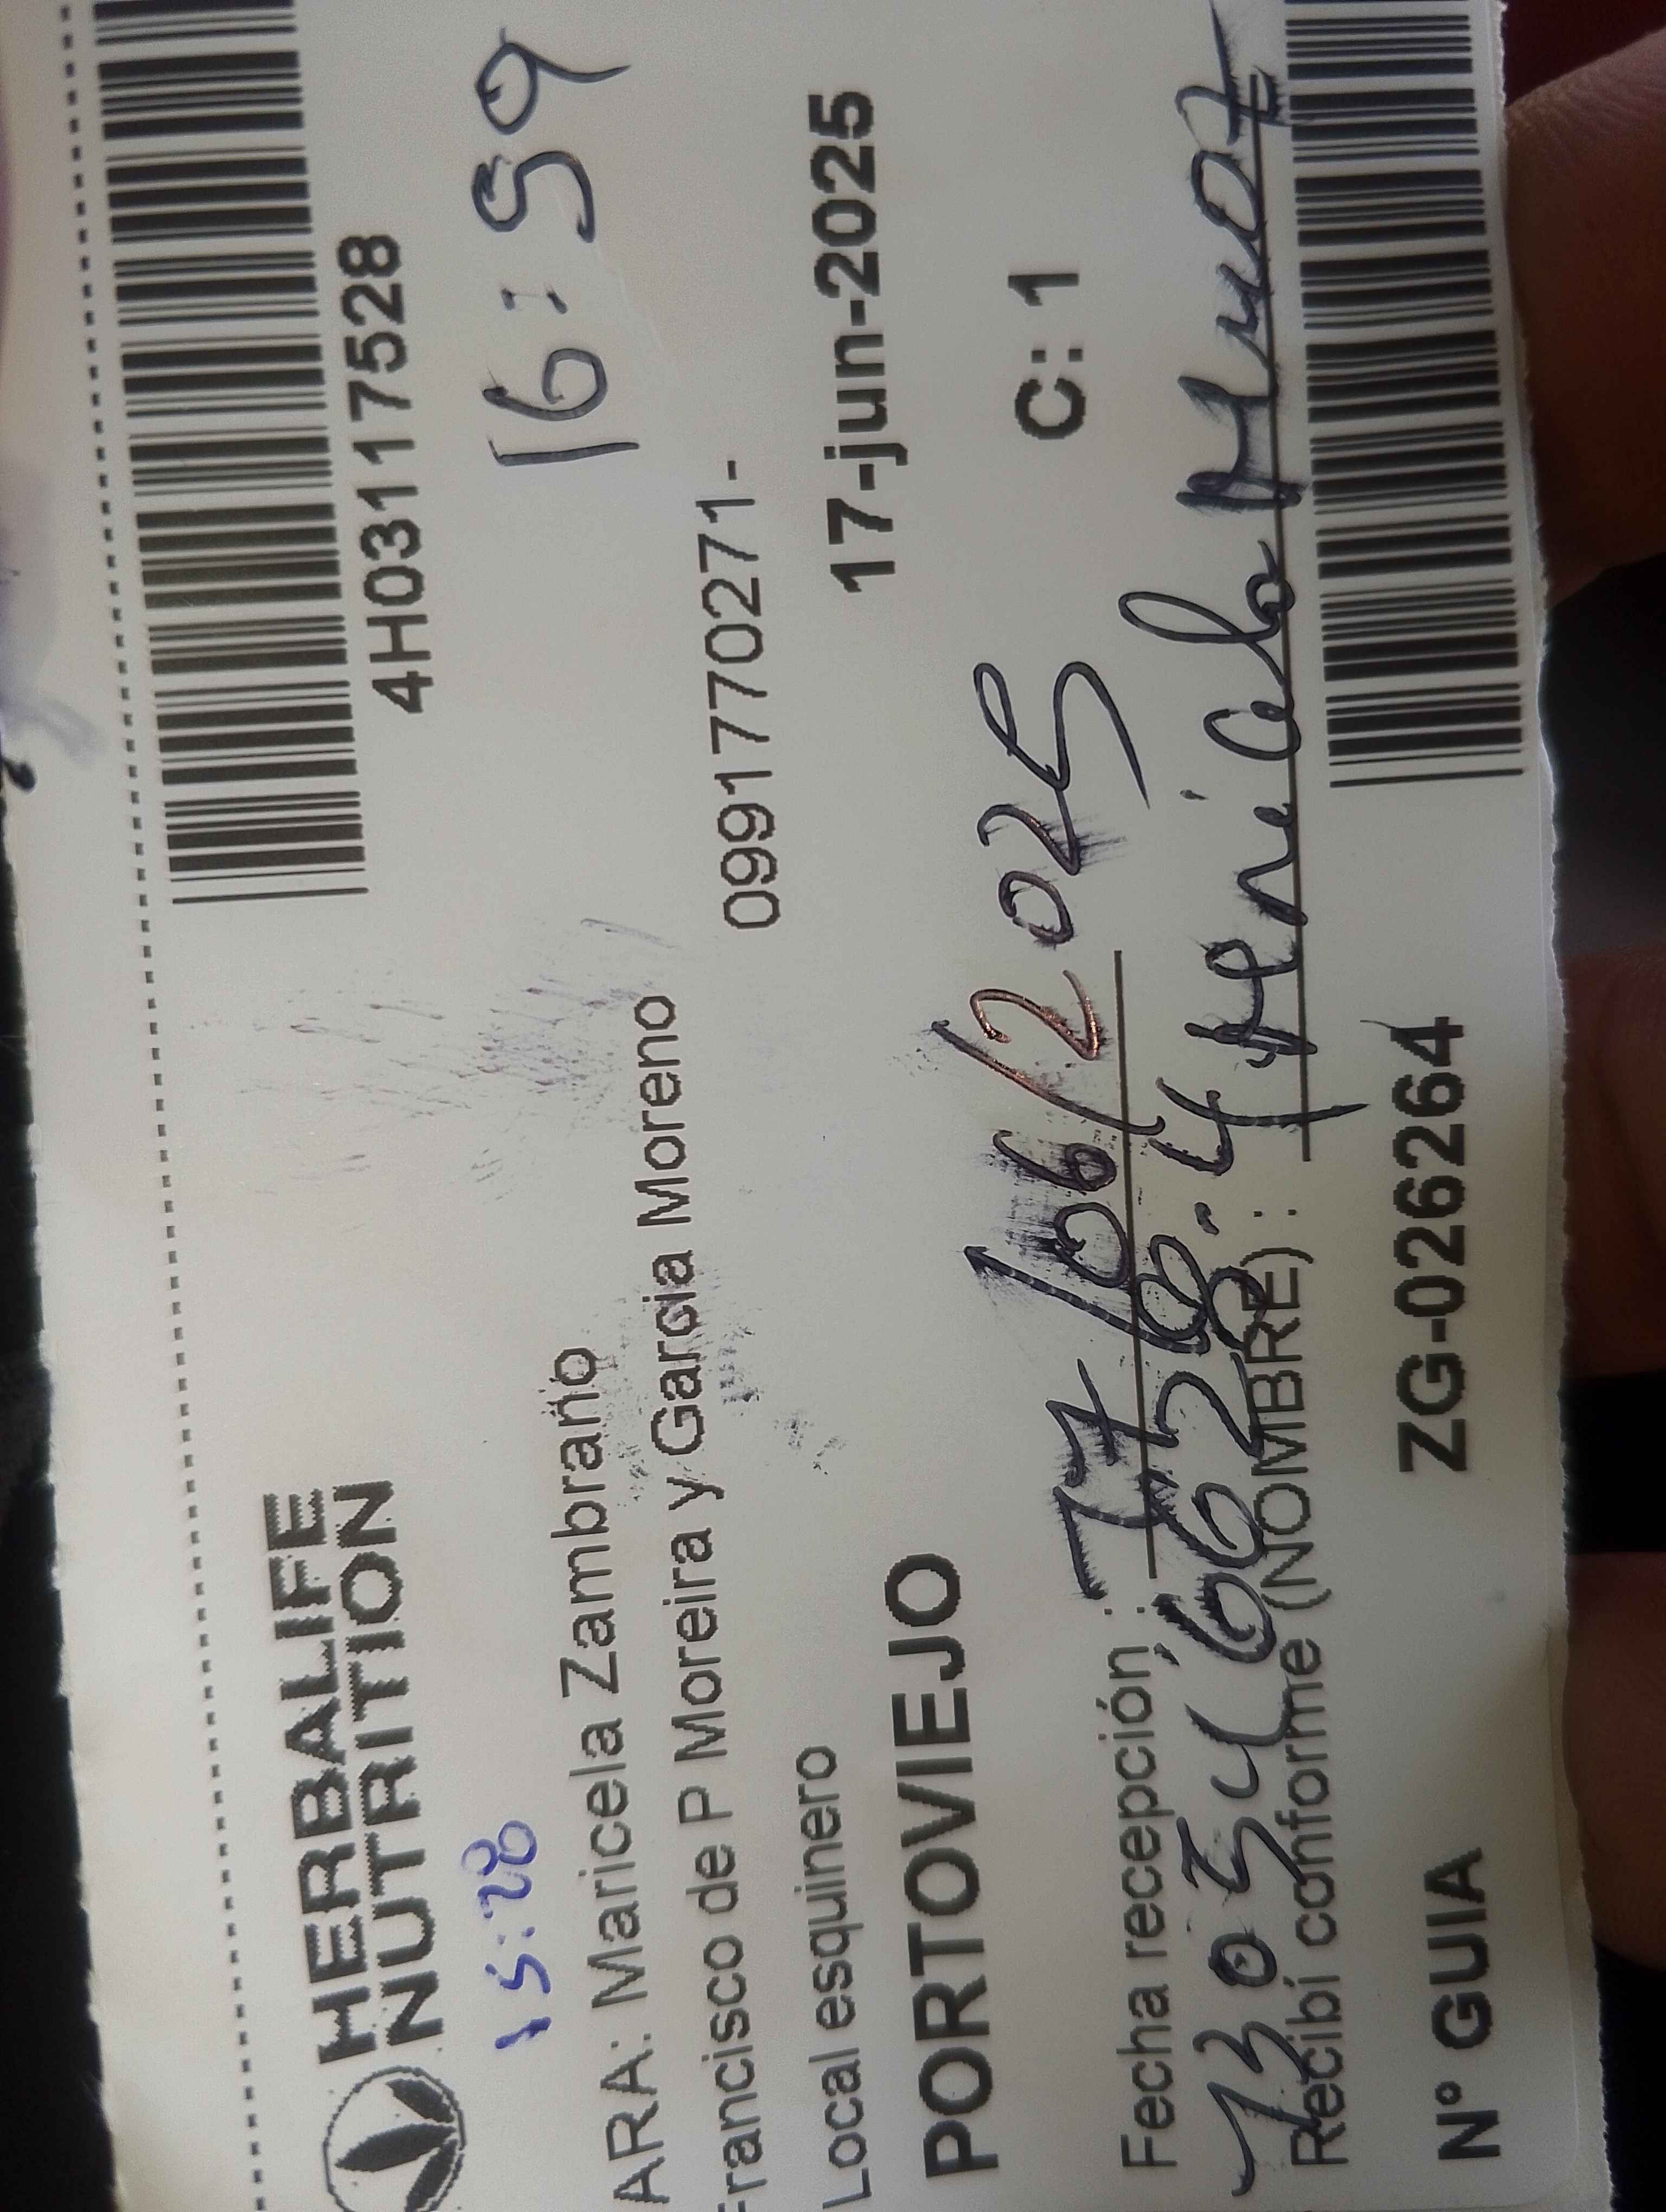 HERBALIFE
NUTRITION
4H03117528
15:28
16:59
ARA: Maricela Zambrano
Francisco de P Moreira y Garcia Moreno
0991770271-
Local esquinero
17-jun-2025
PORTOVIEJO
C: 1
Fecha recepción : 17/06/2025
Recibí conforme (NOMBRE) :
N° GUIA ZG-026264